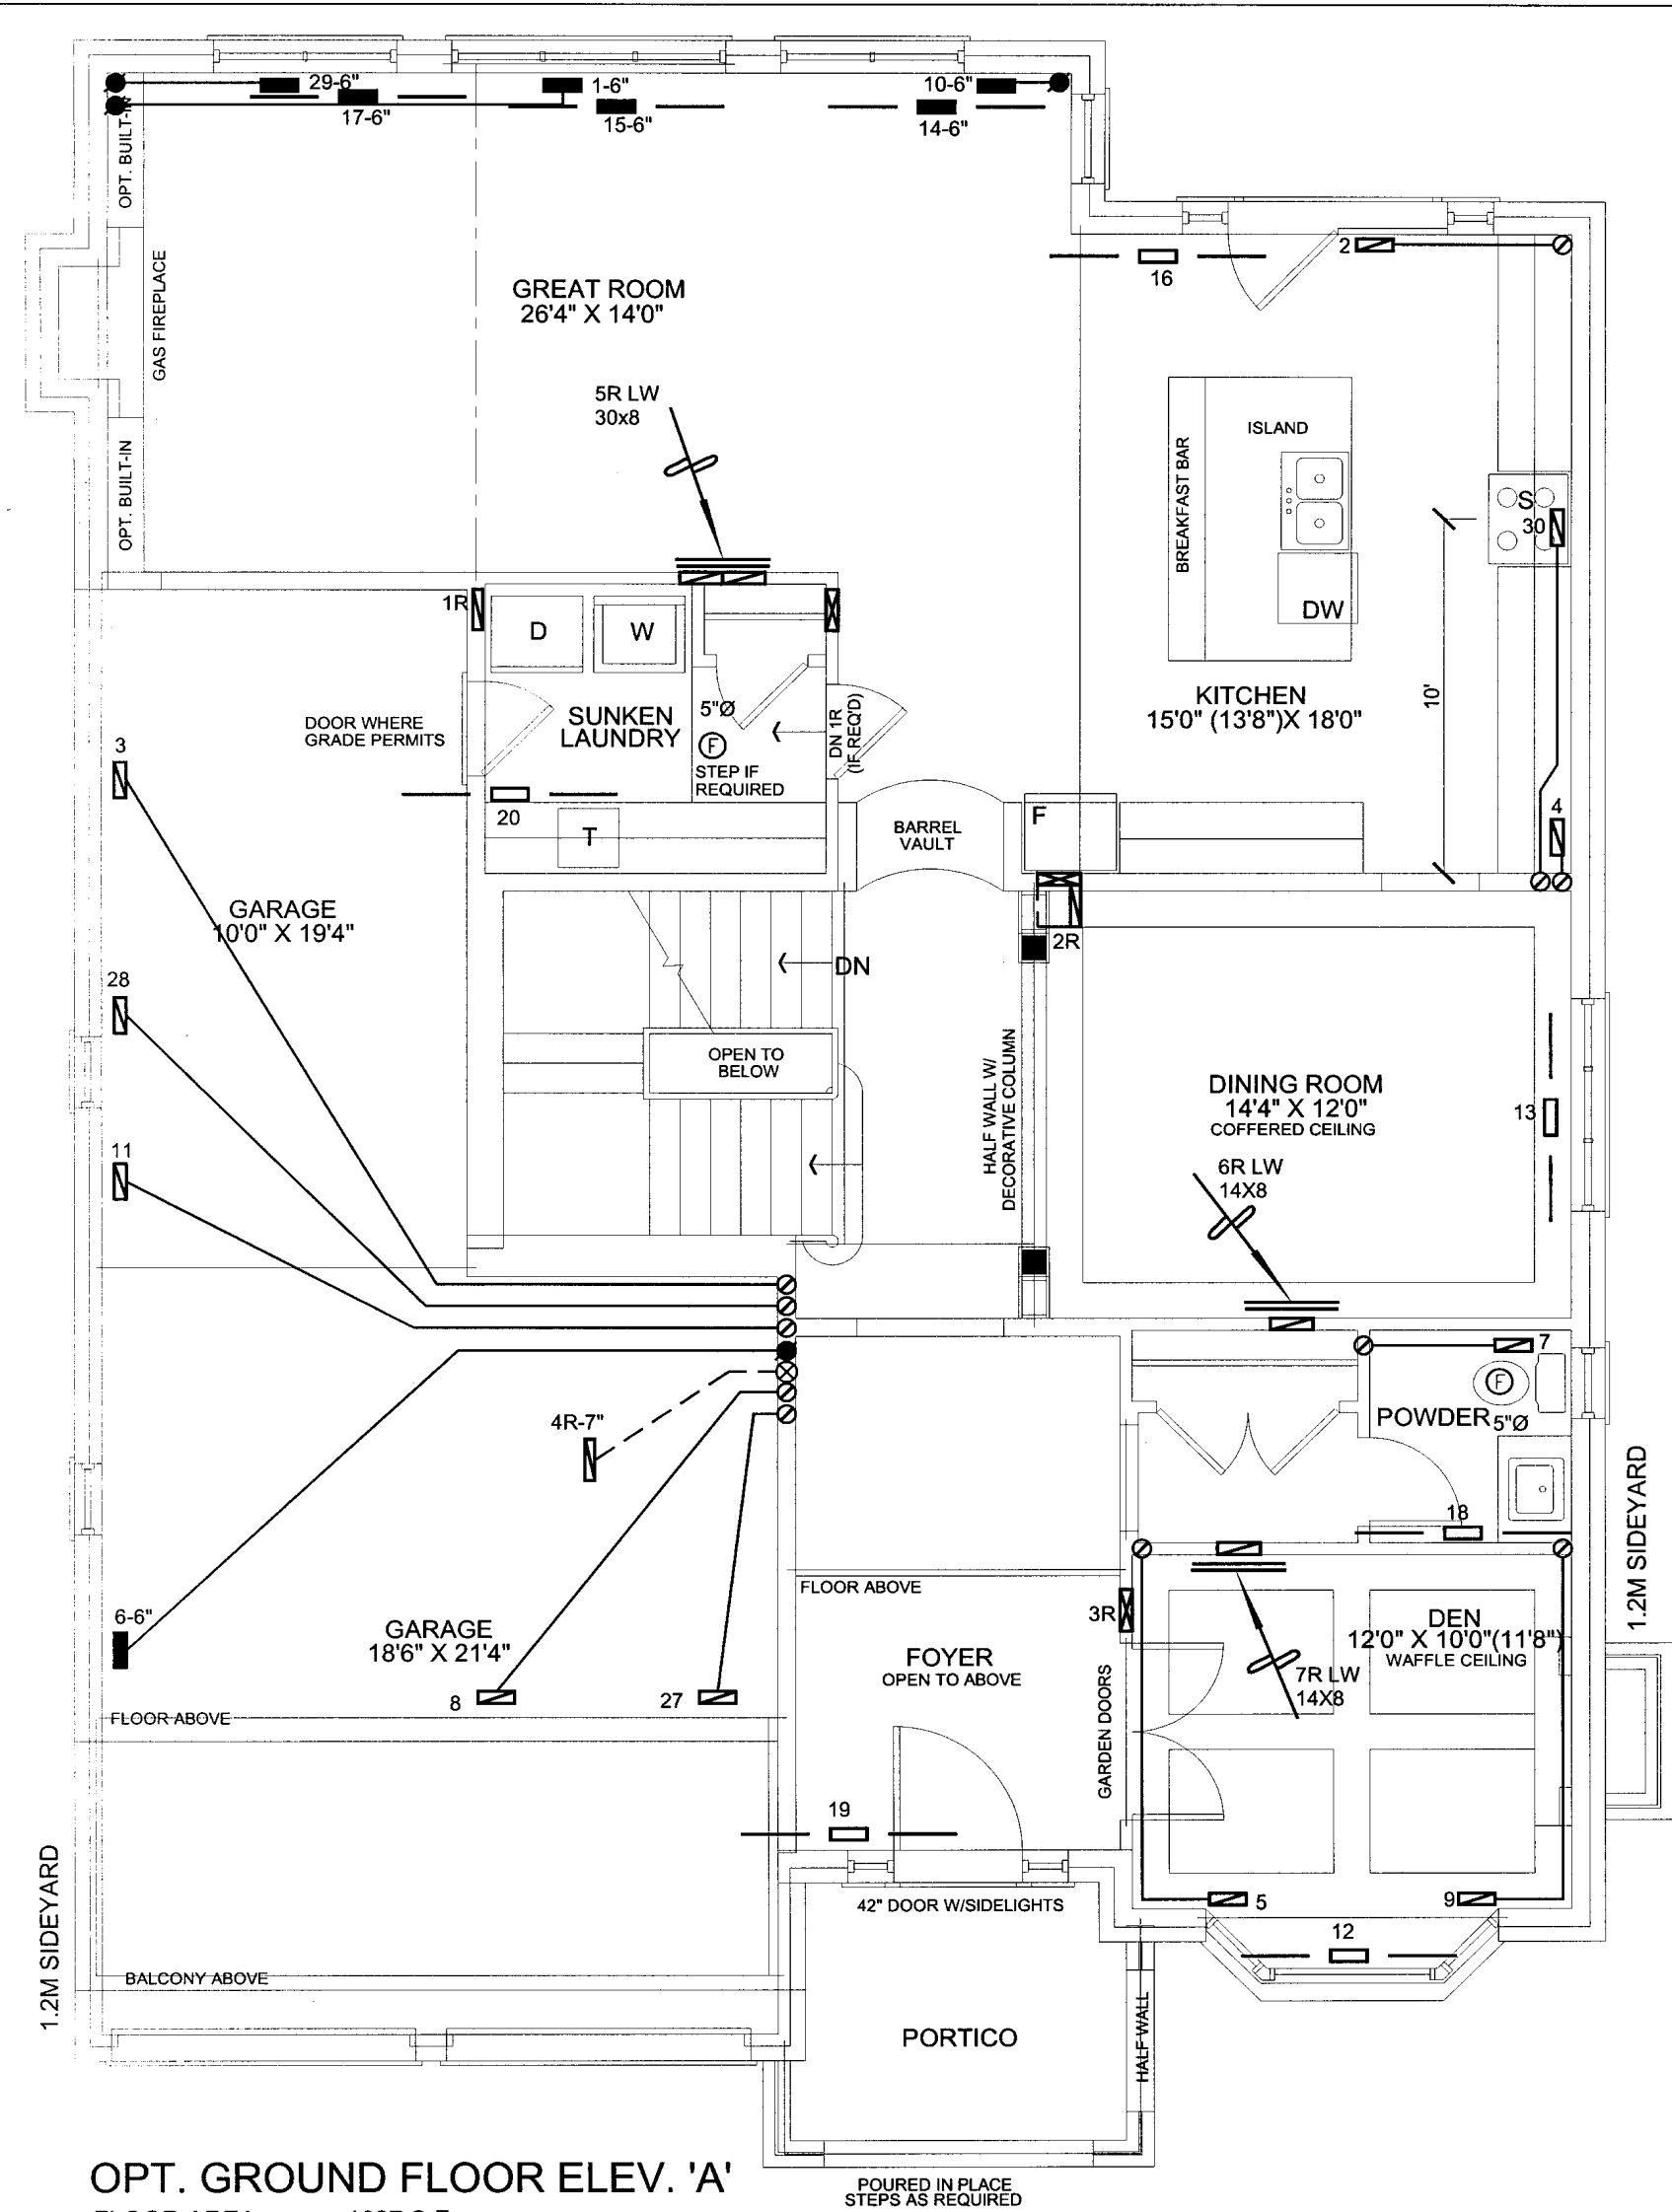 29-6"
17-6"
1-6"
15-6"
10-6"
14-6"
OPT. BUILT-IN
GAS FIREPLACE
OPT. BUILT-IN
GREAT ROOM
26'4" X 14'0"
16
2
5R LW
30x8
BREAKFAST BAR
ISLAND
S
30
DW
KITCHEN
15'0" (13'8")X 18'0"
10'
1R
D
W
SUNKEN
LAUNDRY
5"Ø
F
STEP IF
REQUIRED
DN 1R
(IF REQ'D)
DOOR WHERE
GRADE PERMITS
3
20
T
BARREL
VAULT
F
4
GARAGE
10'0" X 19'4"
2R
DN
28
OPEN TO
BELOW
HALF WALL W/
DECORATIVE COLUMN
DINING ROOM
14'4" X 12'0"
COFFERED CEILING
13
11
6R LW
14X8
7
F
POWDER
5"Ø
4R-7"
18
1.2M SIDEYARD
FLOOR ABOVE
6-6"
GARAGE
18'6" X 21'4"
3R
DEN
12'0" X 10'0"(11'8")
WAFFLE CEILING
FOYER
OPEN TO ABOVE
7R LW
14X8
8
27
FLOOR ABOVE
GARDEN DOORS
19
42" DOOR W/SIDELIGHTS
5
9
12
1.2M SIDEYARD
BALCONY ABOVE
PORTICO
HALF WALL
OPT. GROUND FLOOR ELEV. 'A'
POURED IN PLACE
STEPS AS REQUIRED